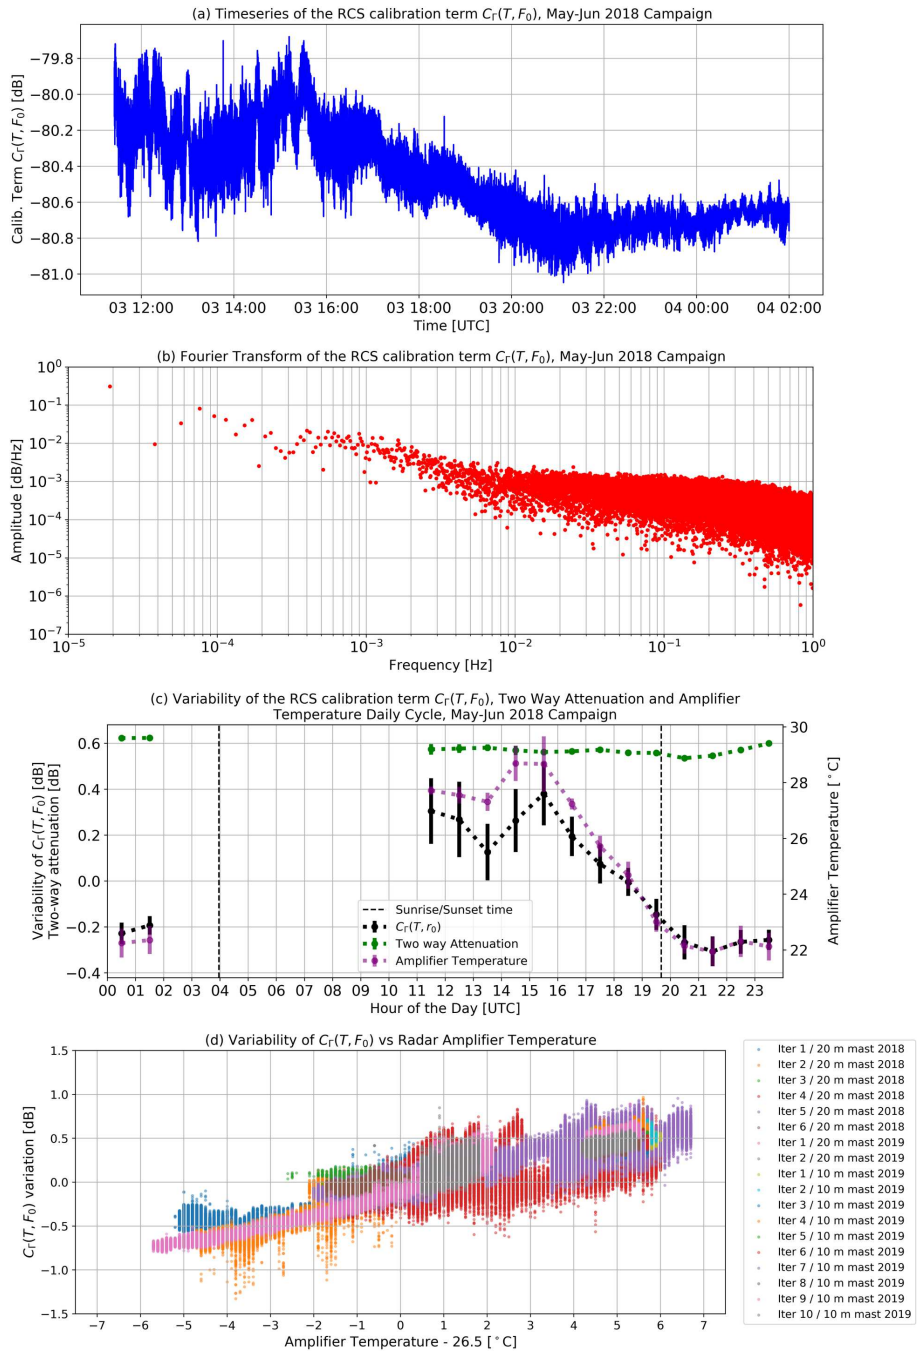 (a) Timeseries of the RCS calibration term C_Γ(T, F_0), May-Jun 2018 Campaign
Calib. Term C_Γ(T, F_0) [dB]
−79.8
−80.0
−80.2
−80.4
−80.6
−80.8
−81.0
03 12:00 03 14:00 03 16:00 03 18:00 03 20:00 03 22:00 04 00:00 04 02:00
Time [UTC]
(b) Fourier Transform of the RCS calibration term C_Γ(T, F_0), May-Jun 2018 Campaign
Amplitude [dB/Hz]
10^0
10^−1
10^−2
10^−3
10^−4
10^−5
10^−6
10^−7
10^−5 10^−4 10^−3 10^−2 10^−1 10^0
Frequency [Hz]
(c) Variability of the RCS calibration term C_Γ(T, F_0), Two Way Attenuation and Amplifier
Temperature Daily Cycle, May-Jun 2018 Campaign
Variability of C_Γ(T, F_0) [dB]
Two-way attenuation [dB]
0.6
0.4
0.2
0.0
−0.2
−0.4
30
28
26
24
22
Amplifier Temperature [°C]
Sunrise/Sunset time
C_Γ(T, r_0)
Two way Attenuation
Amplifier Temperature
00 01 02 03 04 05 06 07 08 09 10 11 12 13 14 15 16 17 18 19 20 21 22 23
Hour of the Day [UTC]
(d) Variability of C_Γ(T, F_0) vs Radar Amplifier Temperature
C_Γ(T, F_0) variation [dB]
1.5
1.0
0.5
0.0
−0.5
−1.0
−1.5
−7 −6 −5 −4 −3 −2 −1 0 1 2 3 4 5 6 7
Amplifier Temperature - 26.5 [°C]
Iter 1 / 20 m mast 2018
Iter 2 / 20 m mast 2018
Iter 3 / 20 m mast 2018
Iter 4 / 20 m mast 2018
Iter 5 / 20 m mast 2018
Iter 6 / 20 m mast 2018
Iter 1 / 20 m mast 2019
Iter 2 / 20 m mast 2019
Iter 1 / 10 m mast 2019
Iter 2 / 10 m mast 2019
Iter 3 / 10 m mast 2019
Iter 4 / 10 m mast 2019
Iter 5 / 10 m mast 2019
Iter 6 / 10 m mast 2019
Iter 7 / 10 m mast 2019
Iter 8 / 10 m mast 2019
Iter 9 / 10 m mast 2019
Iter 10 / 10 m mast 2019